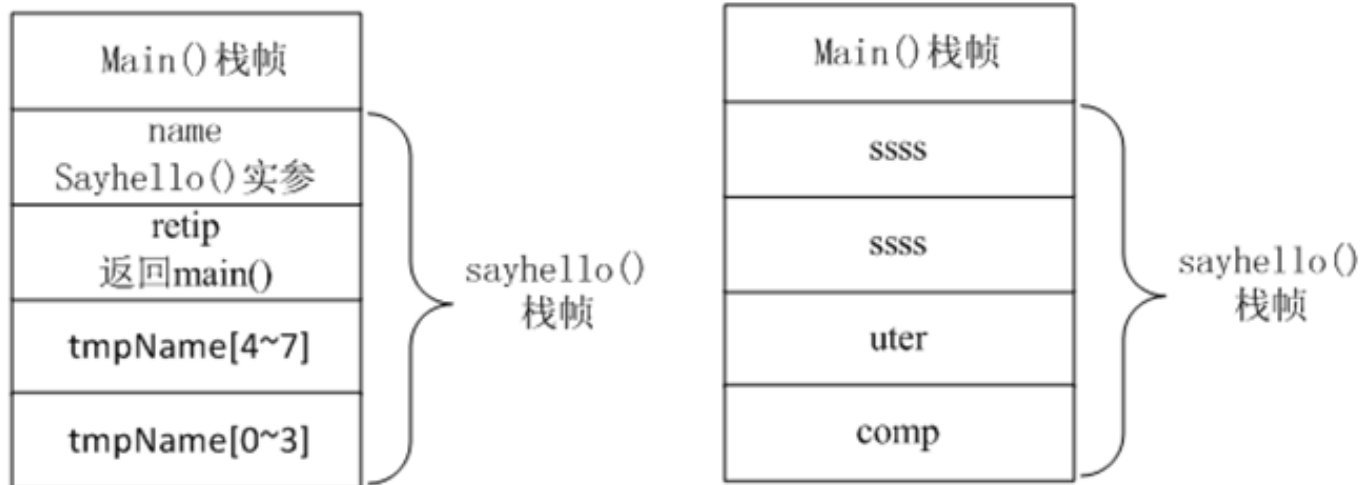 Main()栈帧
name
Sayhello()实参
retip
返回main()
tmpName[4~7]
tmpName[0~3]
sayhello()
栈帧
Main()栈帧
ssss
ssss
uter
comp
sayhello()
栈帧